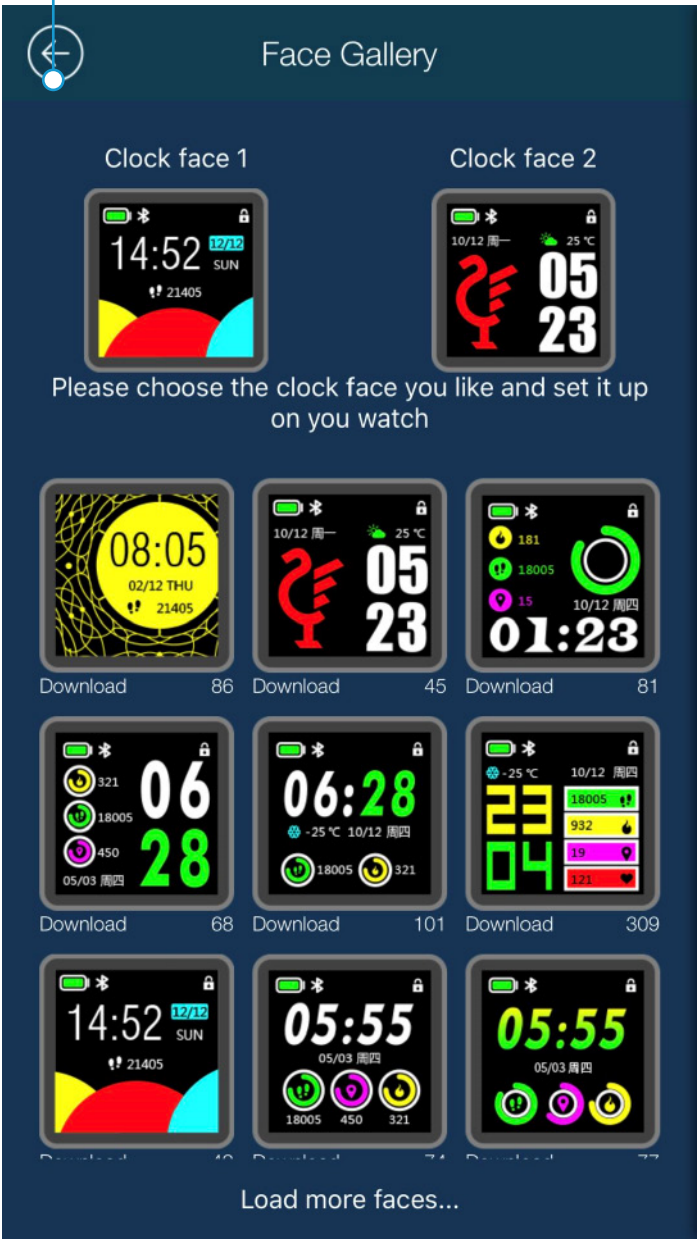 Face Gallery
Clock face 1
Clock face 2
14:52 12/12
SUN
21405
10/12 周一 25 ℃
05
23
Please choose the clock face you like and set it up
on you watch
08:05
02/12 THU
21405
Download 86
10/12 周一 25 ℃
05
23
Download 45
181
18005
15 10/12 周四
01:23
Download 81
321
18005
450
06
28
05/03 周四
Download 68
06:28
-25 ℃ 10/12 周四
18005 321
Download 101
-25 ℃ 10/12 周四
23
04
18005
932
19
121
Download 309
14:52 12/12
SUN
21405
05:55
05/03 周四
18005 450 321
05:55
05/03 周四
Load more faces...